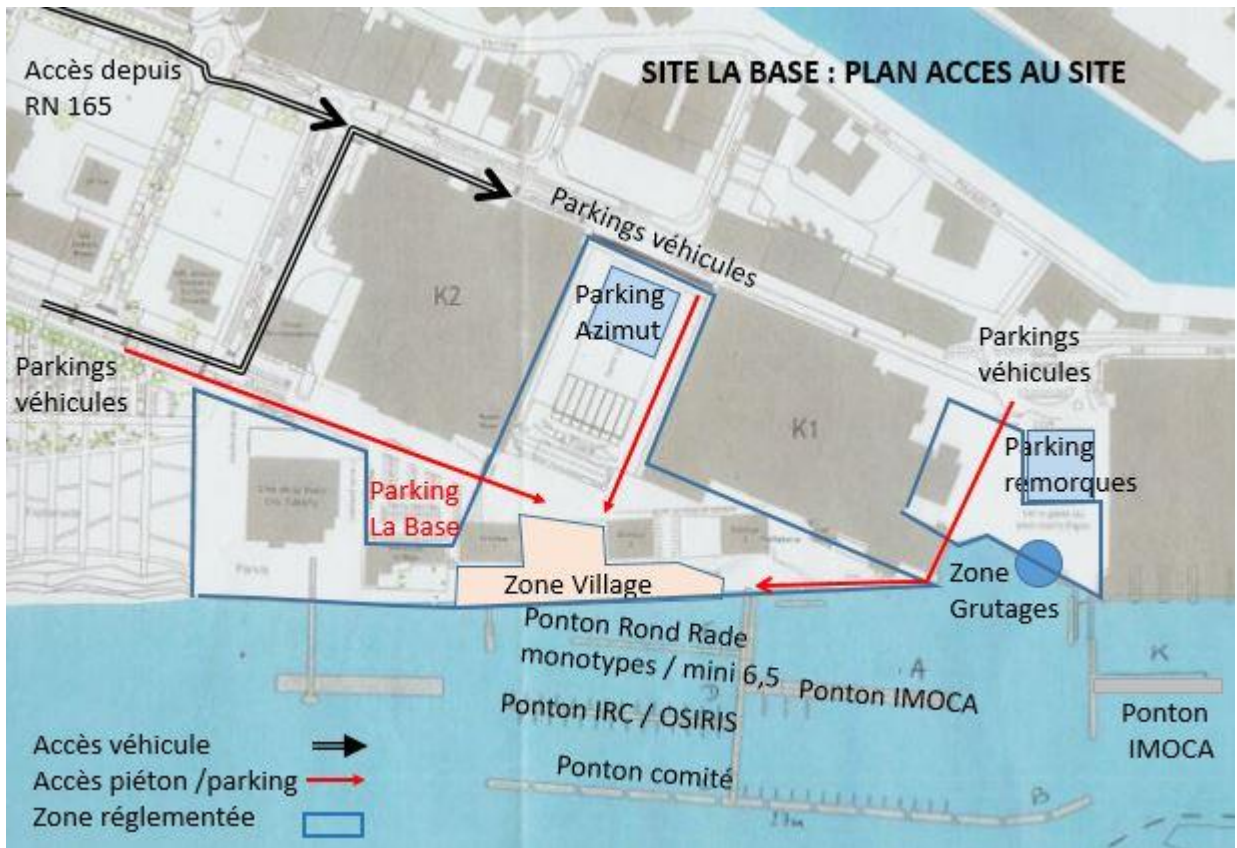 SITE LA BASE : PLAN ACCES AU SITE
Accès depuis
RN 165
Parkings véhicules
K2
Parking
Azimut
Parkings
véhicules
Parkings
véhicules
K1
Parking
remorques
Parking
La Base
Parvis
Zone Village
Zone
Grutages
Ponton Rond Rade
monotypes / mini 6,5
A
K
Ponton IMOCA
Ponton IRC / OSIRIS
Ponton
IMOCA
Ponton comité
B
Accès véhicule
Accès piéton /parking
Zone réglementée